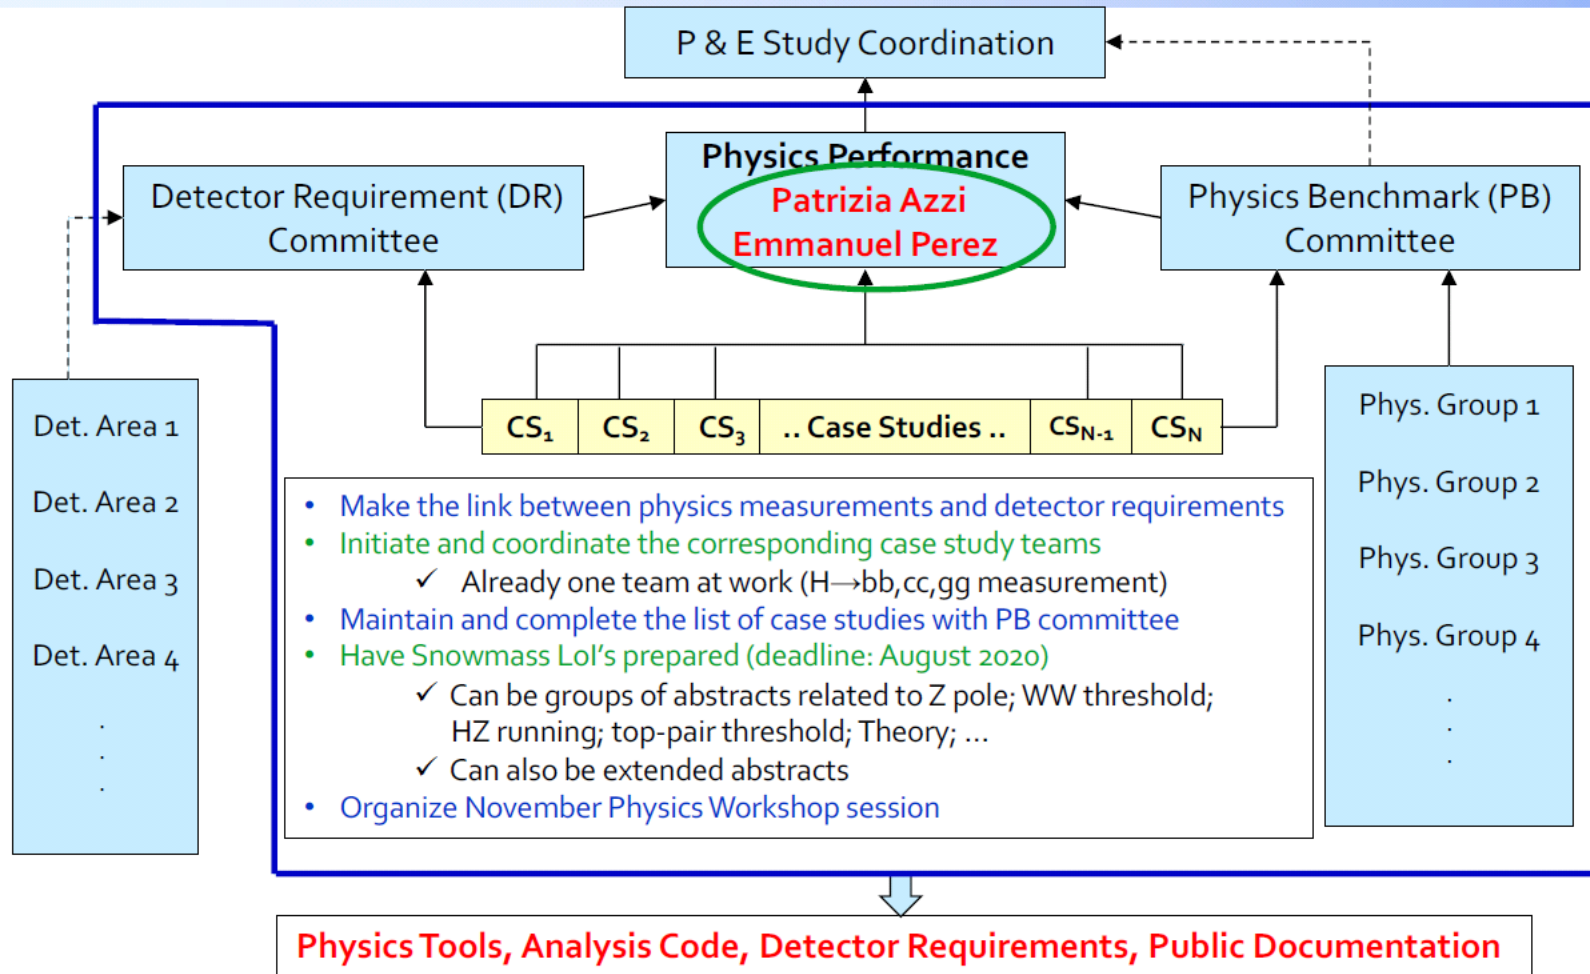 P & E Study Coordination
Physics Performance
Patrizia Azzi
Emmanuel Perez
Detector Requirement (DR)
Committee
Physics Benchmark (PB)
Committee
CS1 CS2 CS3 .. Case Studies .. CSN-1 CSN
Det. Area 1
Det. Area 2
Det. Area 3
Det. Area 4
.
.
.
• Make the link between physics measurements and detector requirements
• Initiate and coordinate the corresponding case study teams
✓ Already one team at work (H→bb,cc,gg measurement)
• Maintain and complete the list of case studies with PB committee
• Have Snowmass LoI's prepared (deadline: August 2020)
✓ Can be groups of abstracts related to Z pole; WW threshold;
HZ running; top-pair threshold; Theory; ...
✓ Can also be extended abstracts
• Organize November Physics Workshop session
Phys. Group 1
Phys. Group 2
Phys. Group 3
Phys. Group 4
.
.
.
Physics Tools, Analysis Code, Detector Requirements, Public Documentation